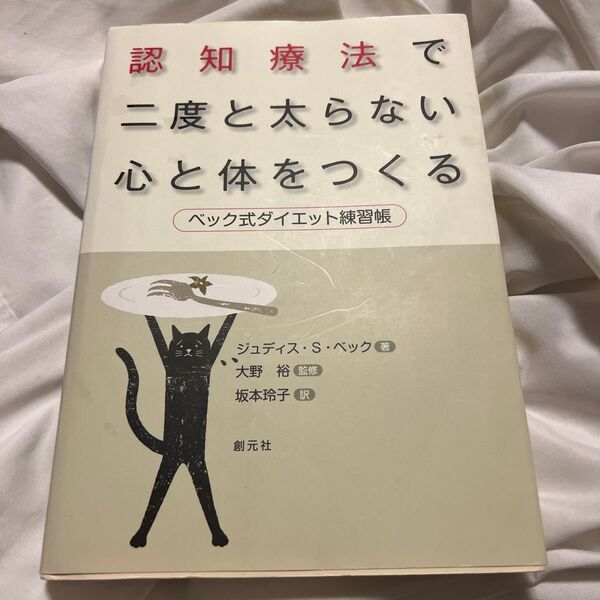 認知療法で
二度と太らない
心と体をつくる
ベック式ダイエット練習帳
ジュディス・S・ベック 著
大野 裕 監修
坂本玲子 訳
創元社